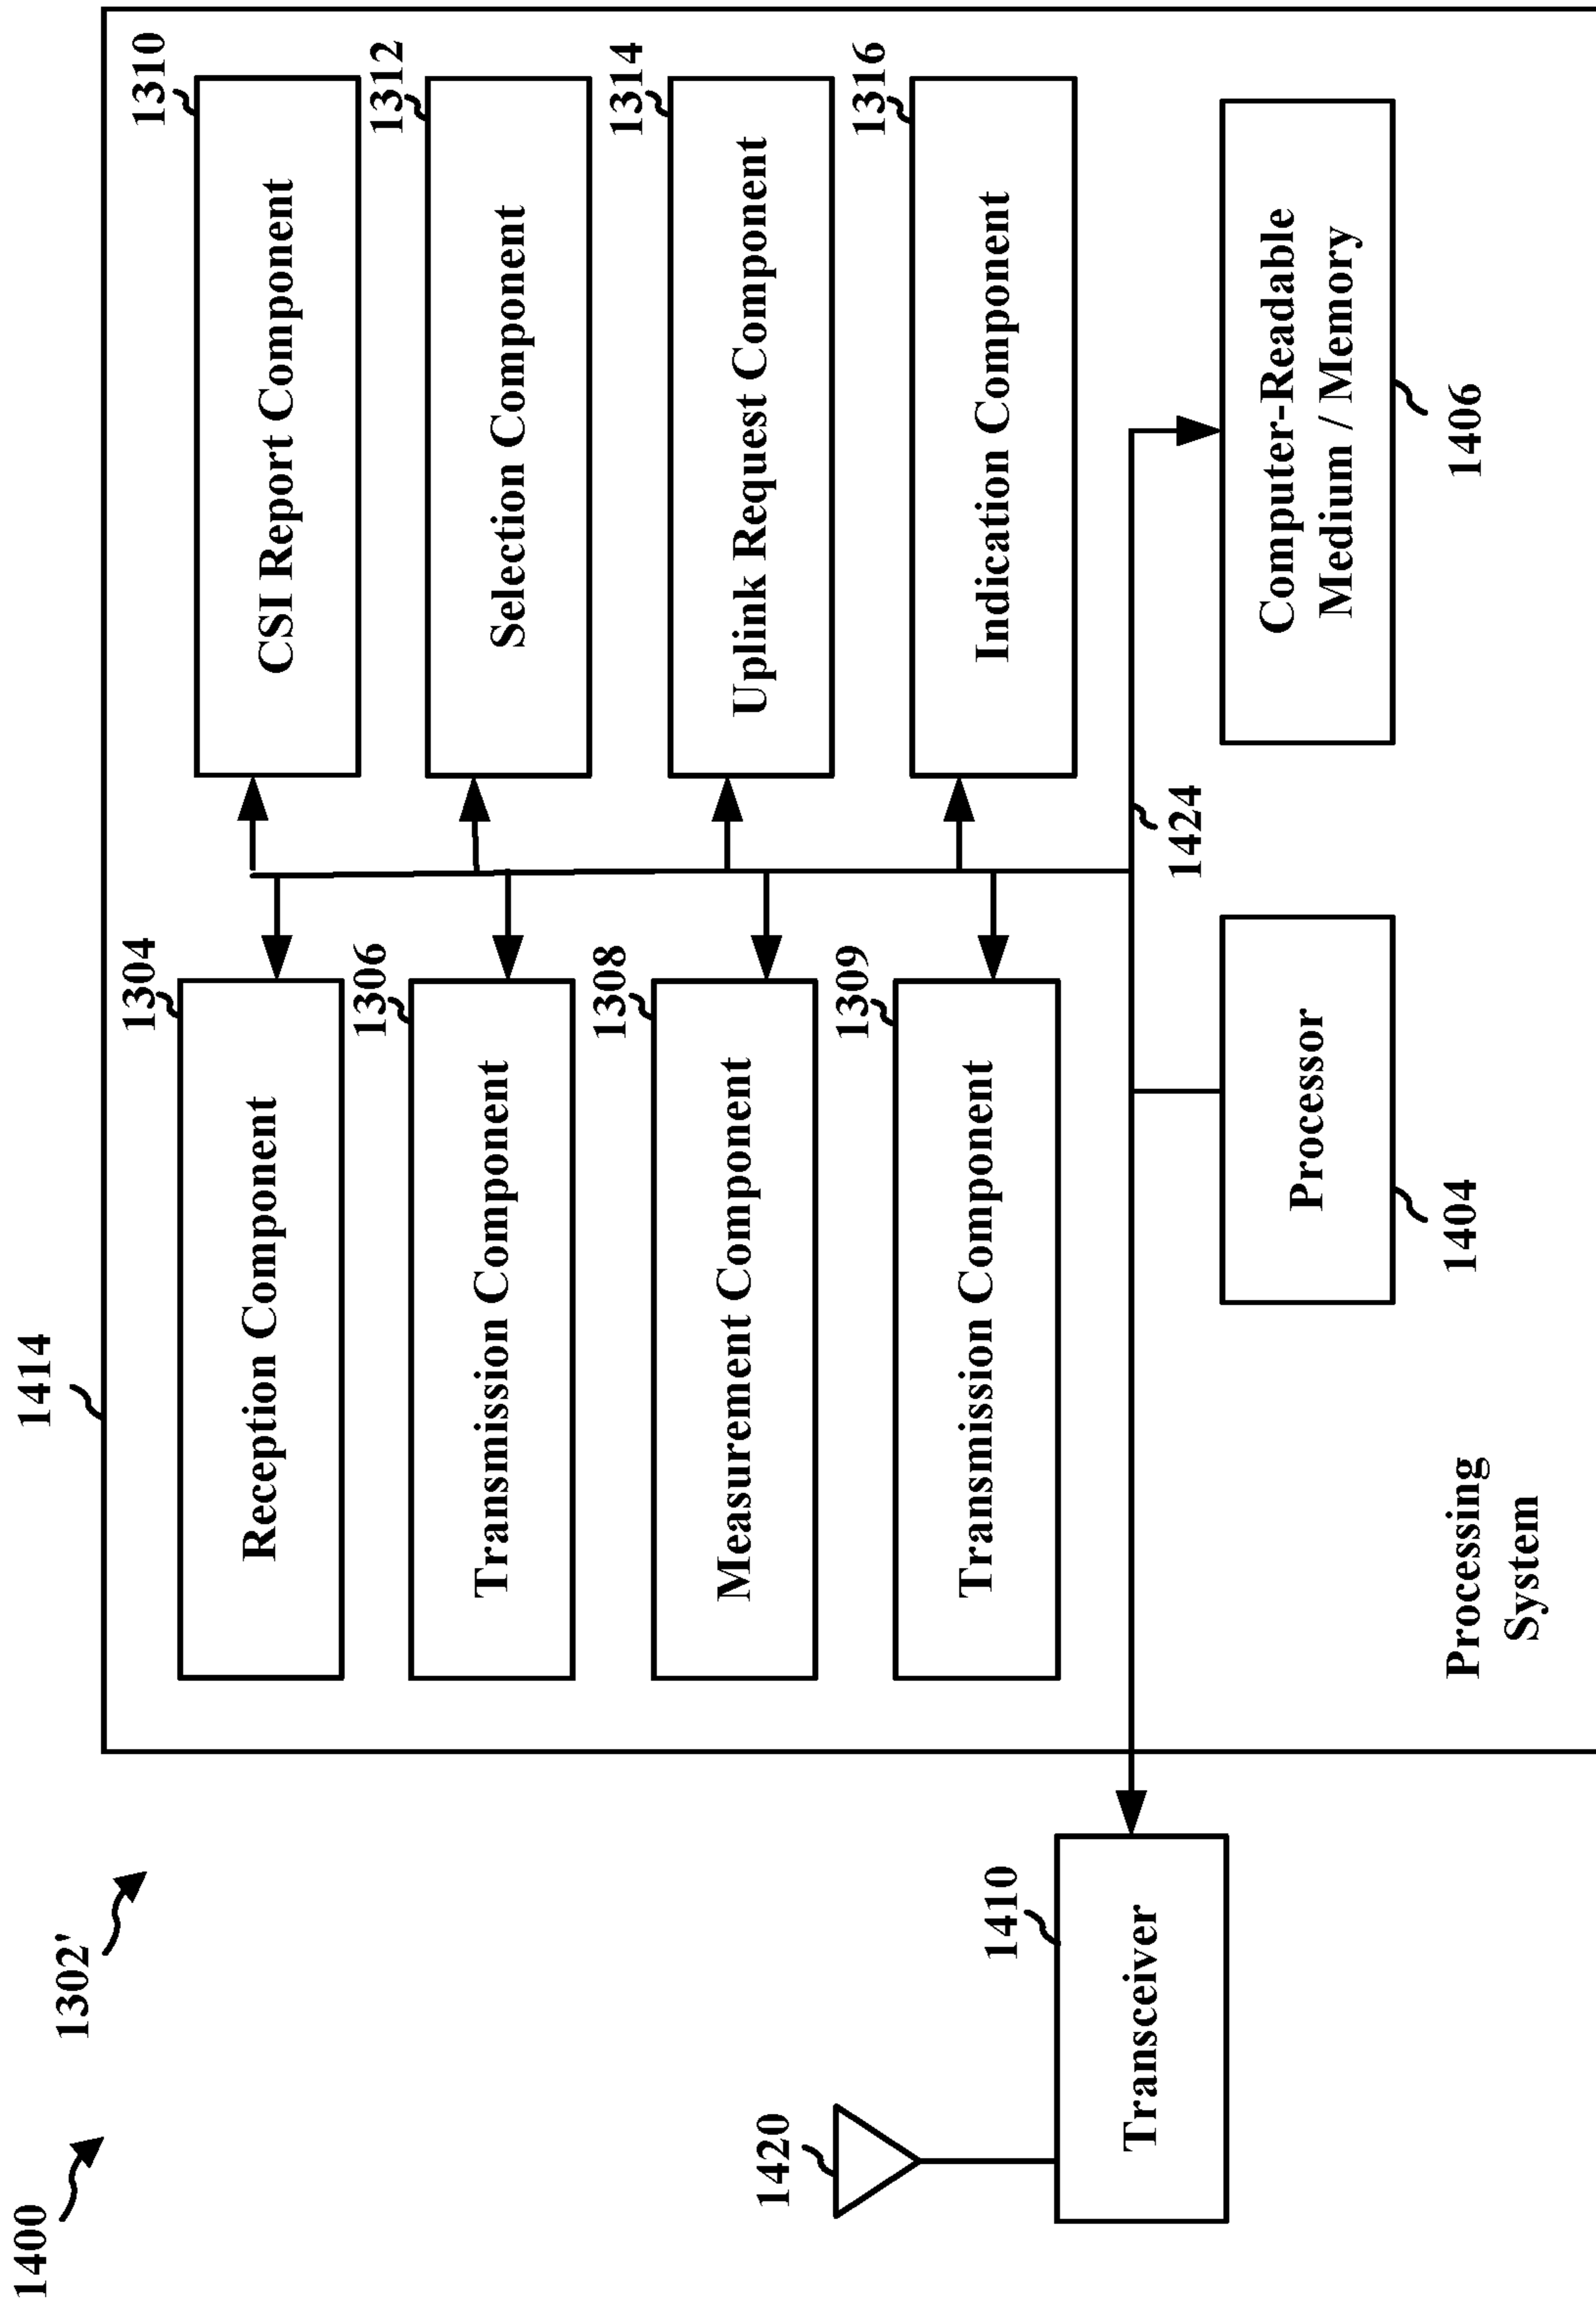 1400
1302'
1414
1304
Reception Component
1310
CSI Report Component
1306
Transmission Component
1312
Selection Component
1308
Measurement Component
1314
Uplink Request Component
1309
Transmission Component
1316
Indication Component
1420
1410
Transceiver
1424
Processor
1404
Computer-Readable
Medium / Memory
1406
Processing
System